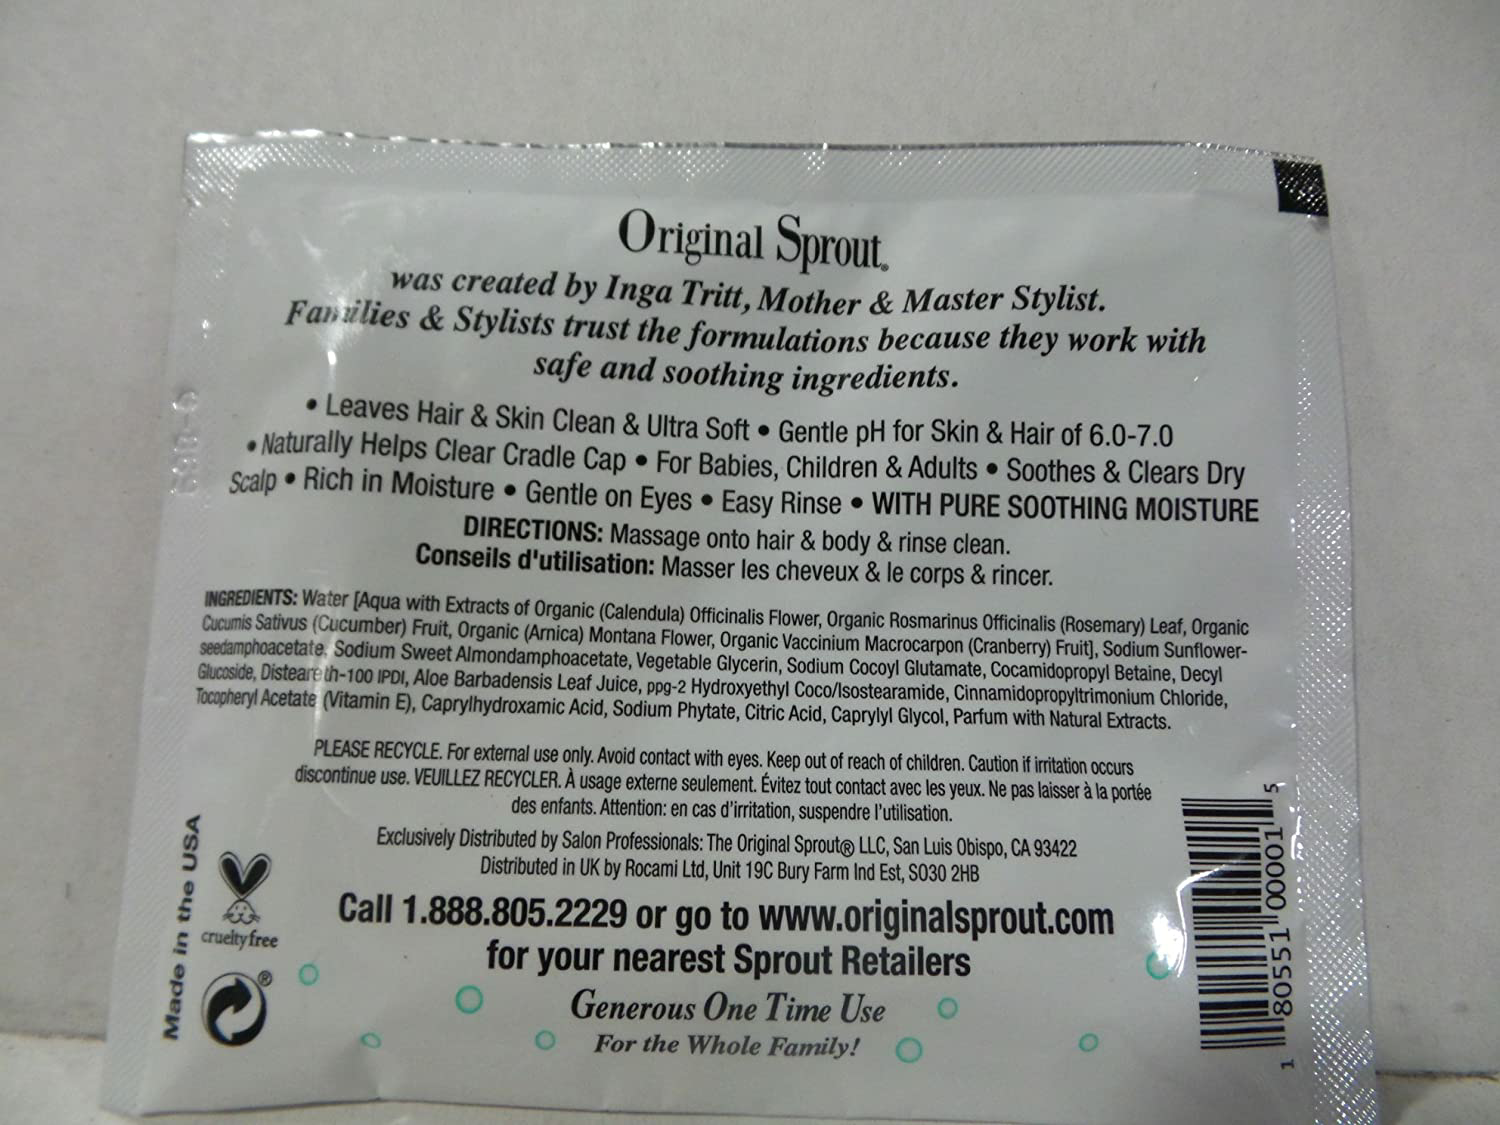 Original Sprout®
was created by Inga Tritt, Mother & Master Stylist.
Families & Stylists trust the formulations because they work with
safe and soothing ingredients.
• Leaves Hair & Skin Clean & Ultra Soft • Gentle pH for Skin & Hair of 6.0-7.0
• Naturally Helps Clear Cradle Cap • For Babies, Children & Adults • Soothes & Clears Dry
Scalp • Rich in Moisture • Gentle on Eyes • Easy Rinse • WITH PURE SOOTHING MOISTURE
DIRECTIONS: Massage onto hair & body & rinse clean.
Conseils d'utilisation: Masser les cheveux & le corps & rincer.
INGREDIENTS: Water [Aqua with Extracts of Organic (Calendula) Officinalis Flower, Organic Rosmarinus Officinalis (Rosemary) Leaf, Organic
Cucumis Sativus (Cucumber) Fruit, Organic (Arnica) Montana Flower, Organic Vaccinium Macrocarpon (Cranberry) Fruit], Sodium Sunflower-
seedamphoacetate, Sodium Sweet Almondamphoacetate, Vegetable Glycerin, Sodium Cocoyl Glutamate, Cocamidopropyl Betaine, Decyl
Glucoside, Disteareth-100 IPDI, Aloe Barbadensis Leaf Juice, ppg-2 Hydroxyethyl Coco/Isostearamide, Cinnamidopropyltrimonium Chloride,
Tocopheryl Acetate (Vitamin E), Caprylhydroxamic Acid, Sodium Phytate, Citric Acid, Caprylyl Glycol, Parfum with Natural Extracts.
PLEASE RECYCLE. For external use only. Avoid contact with eyes. Keep out of reach of children. Caution if irritation occurs
discontinue use. VEUILLEZ RECYCLER. À usage externe seulement. Évitez tout contact avec les yeux. Ne pas laisser à la portée
des enfants. Attention: en cas d'irritation, suspendre l'utilisation.
Exclusively Distributed by Salon Professionals: The Original Sprout® LLC, San Luis Obispo, CA 93422
Distributed in UK by Rocami Ltd, Unit 19C Bury Farm Ind Est, SO30 2HB
Call 1.888.805.2229 or go to www.originalsprout.com
for your nearest Sprout Retailers
Generous One Time Use
For the Whole Family!
Made in the USA
cruelty free
®
1 80551 00001 5